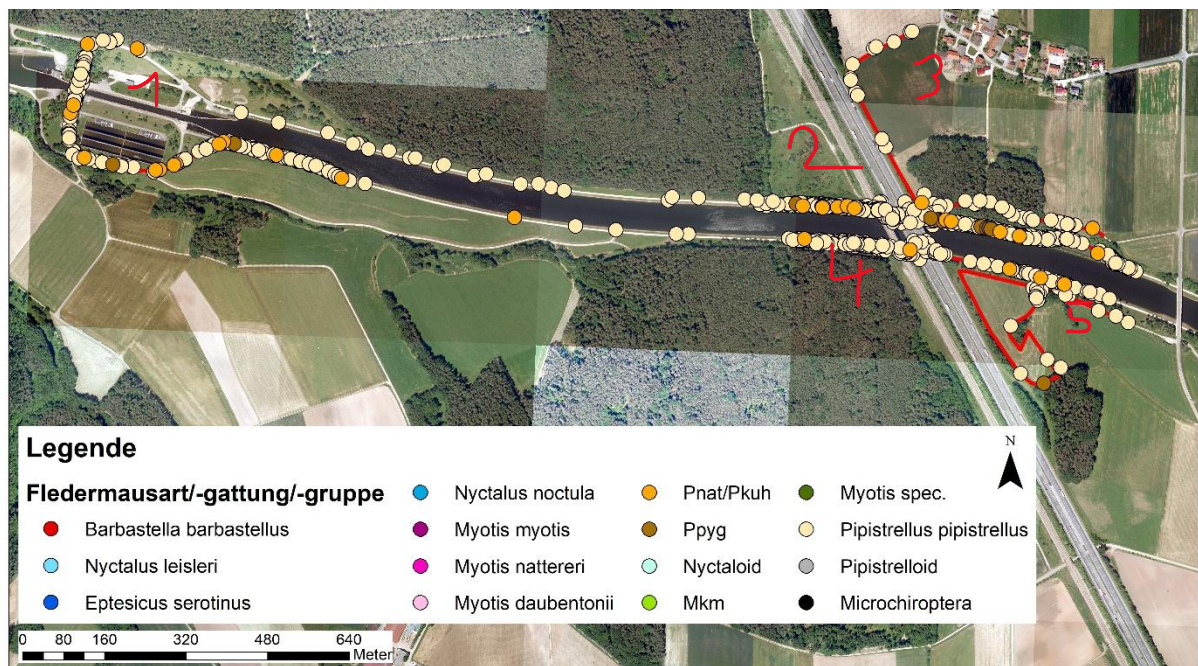 1
2
3
4
5
Legende
N
Fledermausart/-gattung/-gruppe
Barbastella barbastellus
Nyctalus leisleri
Eptesicus serotinus
Nyctalus noctula
Myotis myotis
Myotis nattereri
Myotis daubentonii
Pnat/Pkuh
Ppyg
Nyctaloid
Mkm
Myotis spec.
Pipistrellus pipistrellus
Pipistrelloid
Microchiroptera
0 80 160 320 480 640
Meter